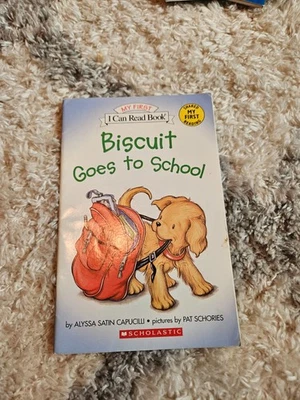 MY FIRST
I Can Read Book
SHARED
MY
FIRST
READING
Biscuit
Goes to School
by ALYSSA SATIN CAPUCILLI • pictures by PAT SCHORIES
SCHOLASTIC